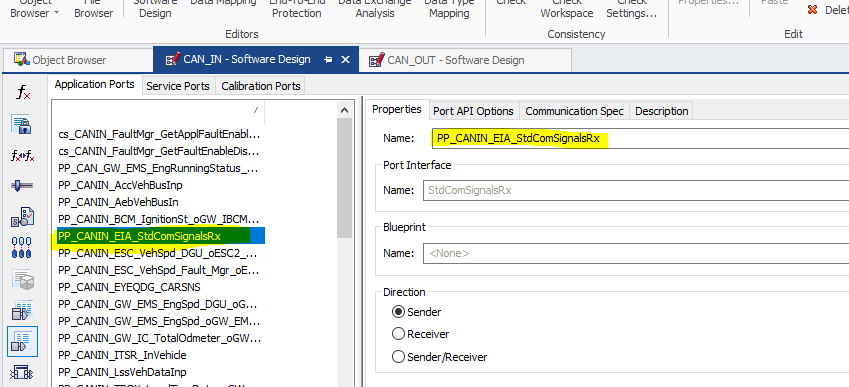 Object Browser
File Browser
Software Design
Data Mapping
End-To-End Protection
Data Exchange Analysis
Data Type Mapping
Check
Check Workspace
Check Settings...
Properties...
Paste
Delet
Editors
Consistency
Edit
Object Browser
CAN_IN - Software Design
CAN_OUT - Software Design
Application Ports
Service Ports
Calibration Ports
cs_CANIN_FaultMgr_GetApplFaultEnabl...
cs_CANIN_FaultMgr_GetFaultEnableDis...
PP_CAN_GW_EMS_EngRunningStatus_...
PP_CANIN_AccVehBusInp
PP_CANIN_AebVehBusIn
PP_CANIN_BCM_IgnitionSt_oGW_IBCM...
PP_CANIN_EIA_StdComSignalsRx
PP_CANIN_ESC_VehSpd_DGU_oESC2_...
PP_CANIN_ESC_VehSpd_Fault_Mgr_oE...
PP_CANIN_EYEQDG_CARSNS
PP_CANIN_GW_EMS_EngSpd_DGU_oG...
PP_CANIN_GW_EMS_EngSpd_oGW_EM...
PP_CANIN_GW_IC_TotalOdmeter_oGW...
PP_CANIN_ITSR_InVehicle
PP_CANIN_LssVehDataInp
Properties
Port API Options
Communication Spec
Description
Name: PP_CANIN_EIA_StdComSignalsRx
Port Interface
Name: StdComSignalsRx
Blueprint
Name: <None>
Direction
Sender
Receiver
Sender/Receiver